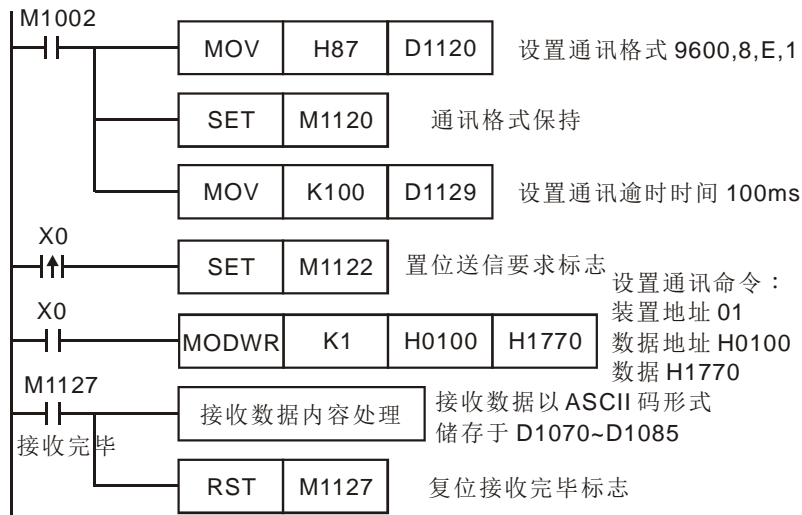 M1002
MOV H87 D1120 设置通讯格式 9600,8,E,1
SET M1120 通讯格式保持
MOV K100 D1129 设置通讯逾时时间 100ms
X0
SET M1122 置位送信要求标志
X0
MODWR K1 H0100 H1770
设置通讯命令：
装置地址 01
数据地址 H0100
数据 H1770
M1127
接收完毕
接收数据内容处理
接收数据以 ASCII 码形式
储存于 D1070~D1085
RST M1127 复位接收完毕标志